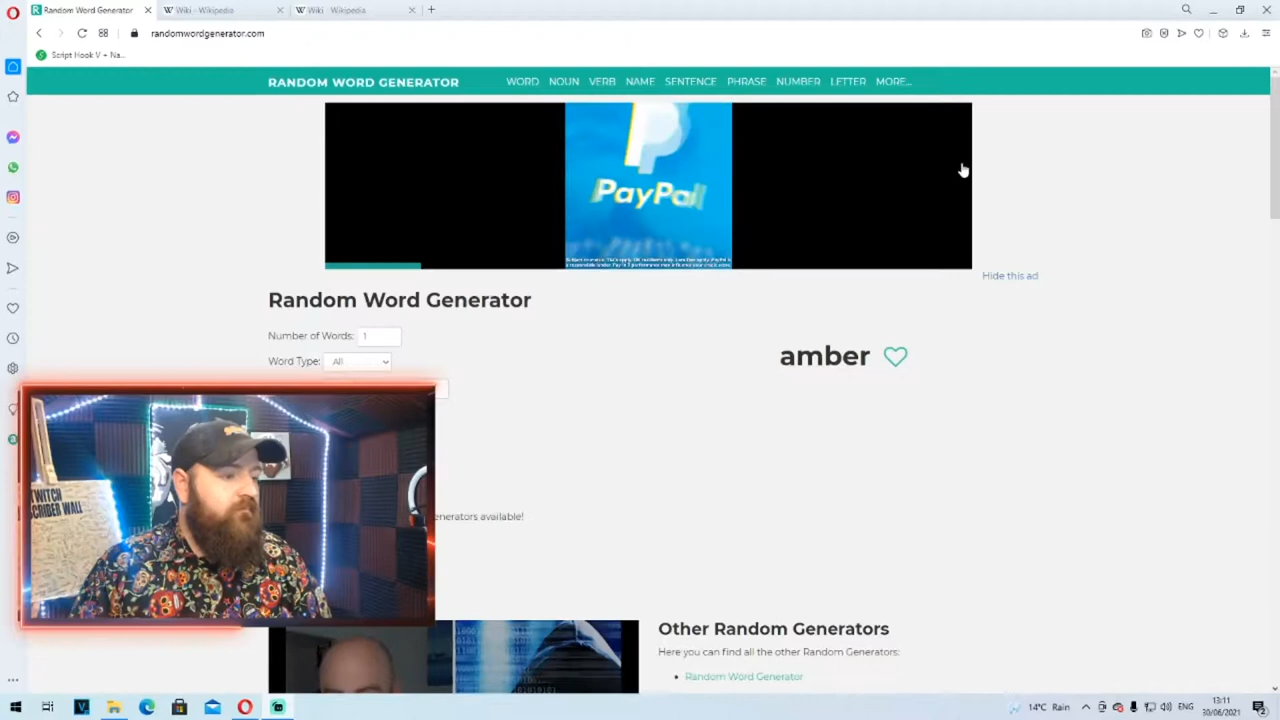 Random Word Generator
Wiki - Wikipedia
Wiki - Wikipedia
randomwordgenerator.com
Script Hook V + Na...
RANDOM WORD GENERATOR
WORD
NOUN
VERB
NAME
SENTENCE
PHRASE
NUMBER
LETTER
MORE...
PayPal
Hide this ad
Random Word Generator
Number of Words: 1
Word Type: All
amber
TWITCH
SCRIBER WALL
enerators available!
Other Random Generators
Here you can find all the other Random Generators:
Random Word Generator
14°C Rain
ENG
13:11
30/06/2021
2